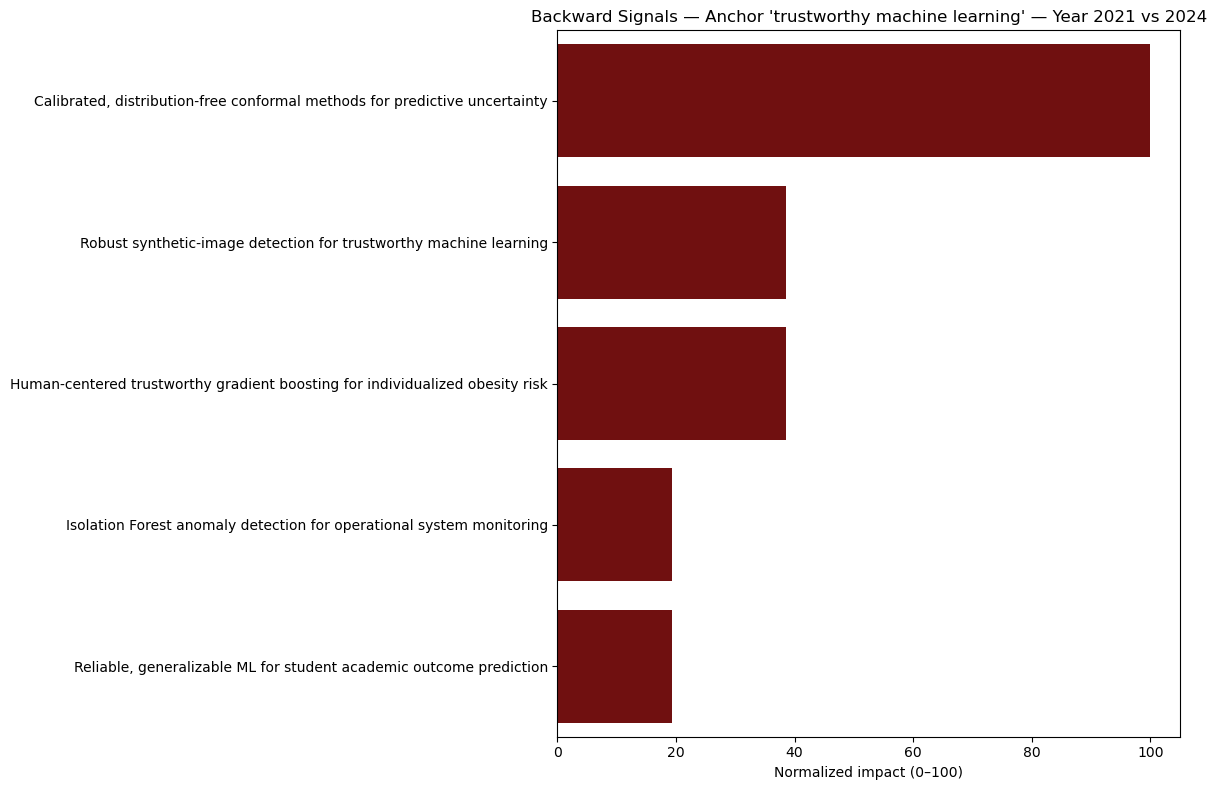 Backward Signals — Anchor 'trustworthy machine learning' — Year 2021 vs 2024
Calibrated, distribution-free conformal methods for predictive uncertainty
Robust synthetic-image detection for trustworthy machine learning
Human-centered trustworthy gradient boosting for individualized obesity risk
Isolation Forest anomaly detection for operational system monitoring
Reliable, generalizable ML for student academic outcome prediction
0 20 40 60 80 100
Normalized impact (0–100)